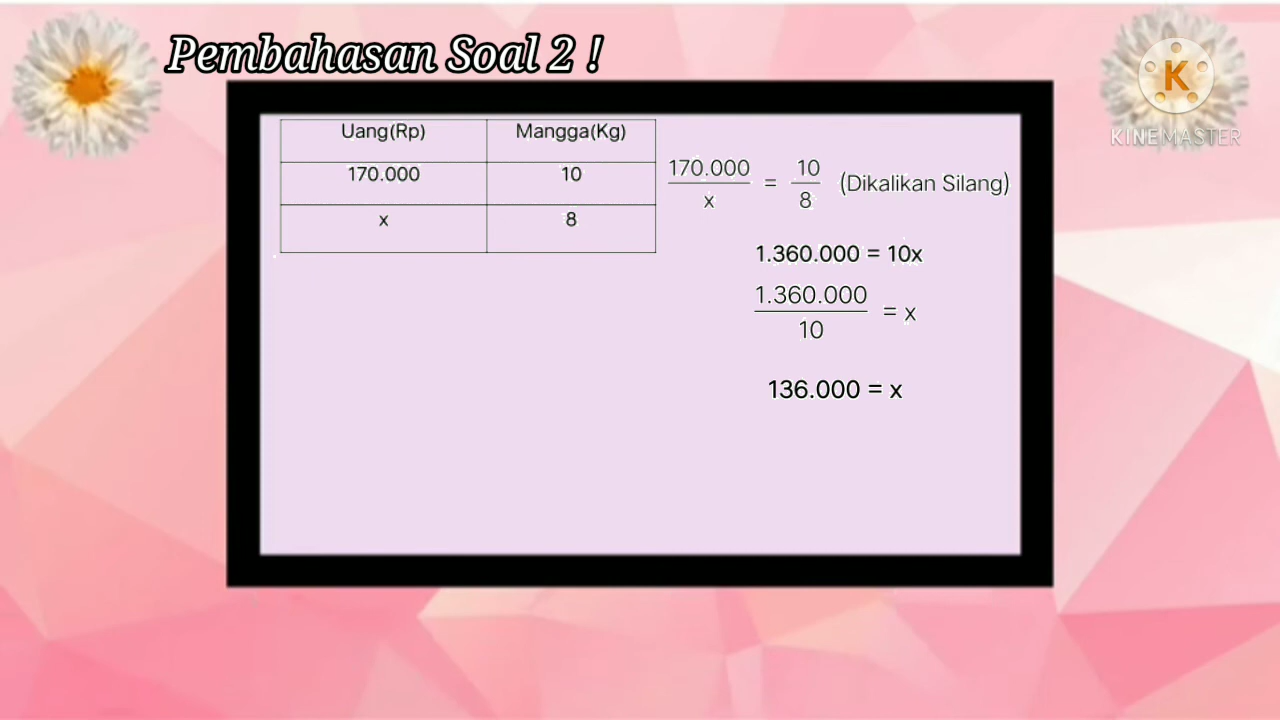 Pembahasan Soal 2 !
K
KINEMASTER
Uang(Rp) Mangga(Kg)
170.000 10
x 8
170.000 / x = 10 / 8 (Dikalikan Silang)
1.360.000 = 10x
1.360.000 / 10 = x
136.000 = x